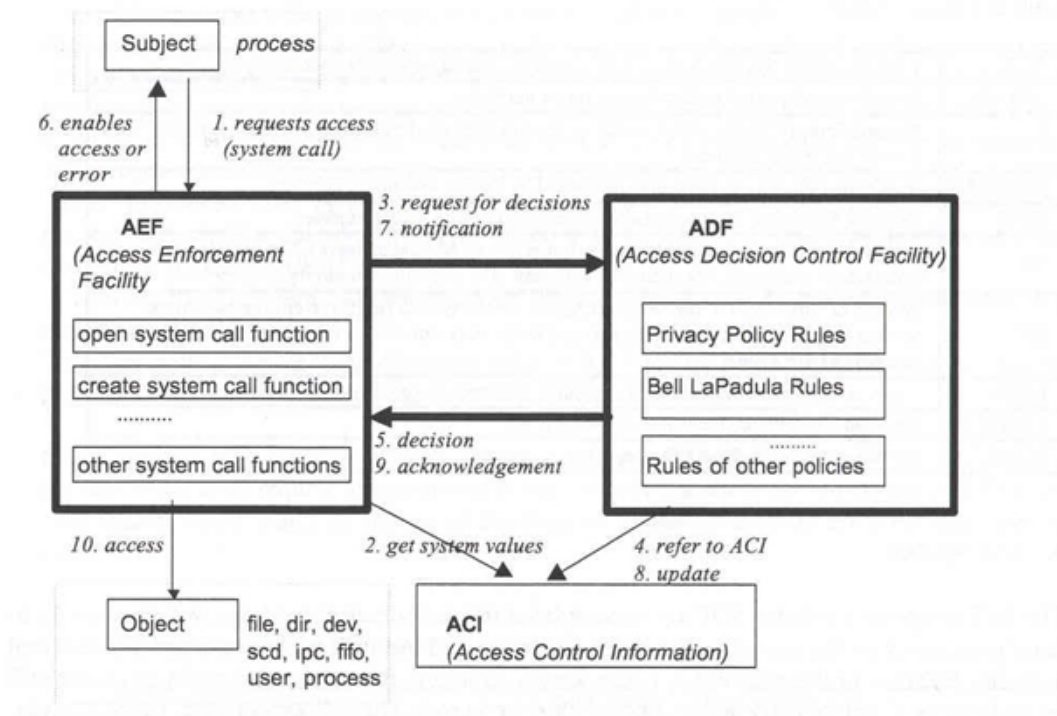 Subject
process
6. enables
access or
error
1. requests access
(system call)
AEF
(Access Enforcement
Facility)
open system call function
create system call function
...........
other system call functions
3. request for decisions
7. notification
5. decision
9. acknowledgement
ADF
(Access Decision Control Facility)
Privacy Policy Rules
Bell LaPadula Rules
.........
Rules of other policies
10. access
2. get system values
4. refer to ACI
8. update
Object
file, dir, dev,
scd, ipc, fifo,
user, process
ACI
(Access Control Information)